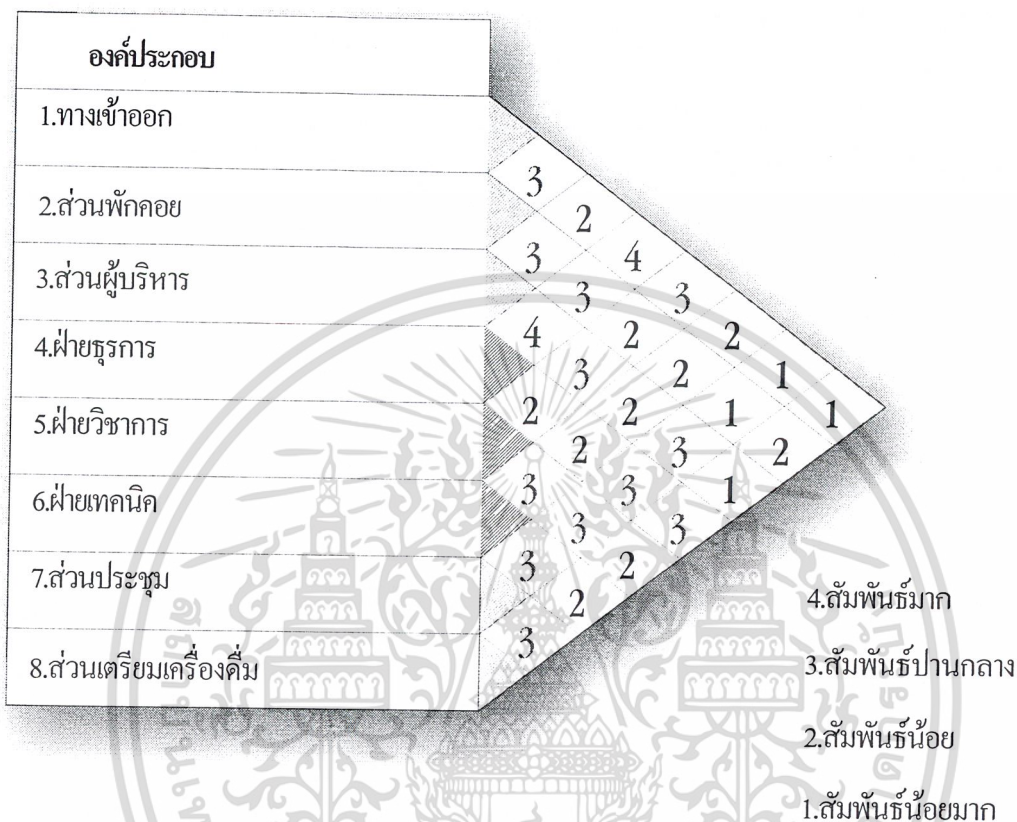 องค์ประกอบ
1.ทางเข้าออก
3
2.ส่วนพักคอย
2
3 4
3.ส่วนผู้บริหาร
3 3
4 2 2
4.ฝ่ายธุรการ
3 2 1
2 2 1 1
5.ฝ่ายวิชาการ
2 3 2
3 3 1
6.ฝ่ายเทคนิค
3 3
3 2
7.ส่วนประชุม
2
3
8.ส่วนเตรียมเครื่องดื่ม
4.สัมพันธ์มาก
3.สัมพันธ์ปานกลาง
2.สัมพันธ์น้อย
1.สัมพันธ์น้อยมาก